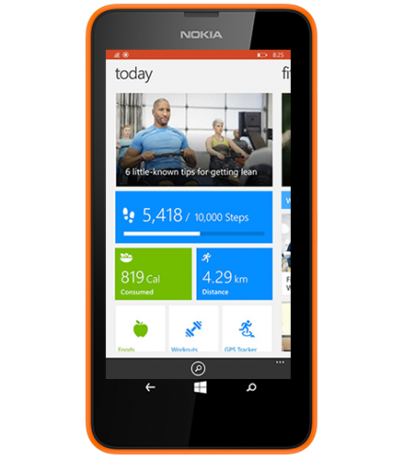 NOKIA
8:25
today
fi
6 little-known tips for getting lean
5,418 / 10,000 Steps
819 Cal
Consumed
4.29 km
Distance
Foods
Workouts
GPS Tracker